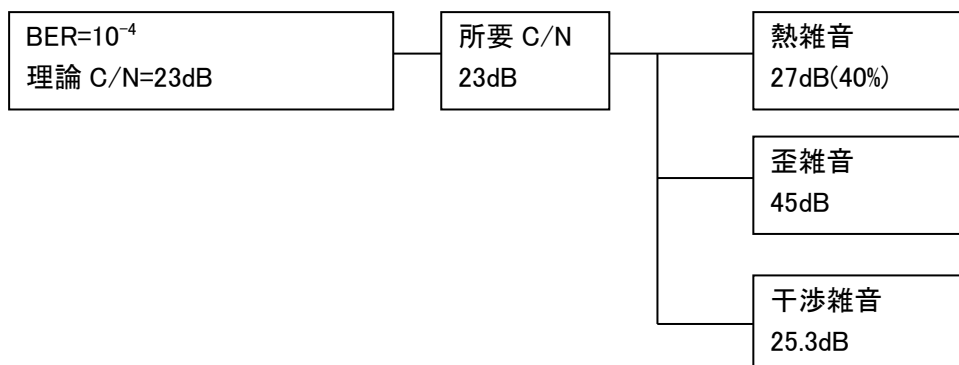 BER=10⁻⁴
理論 C/N=23dB
所要 C/N
23dB
熱雑音
27dB(40%)
歪雑音
45dB
干渉雑音
25.3dB